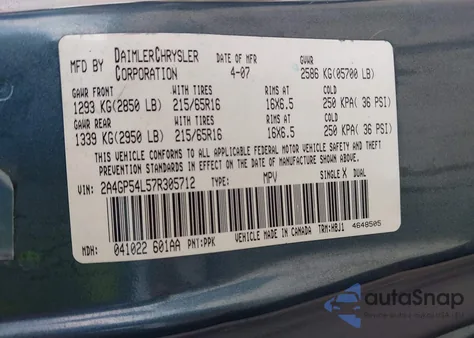 MFD BY DAIMLERCHRYSLER CORPORATION DATE OF MFR 4-07 GVWR 2586 KG(05700 LB)
GAWR FRONT WITH TIRES RIMS AT COLD
1293 KG(2850 LB) 215/65R16 16X6.5 250 KPA( 36 PSI)
GAWR REAR WITH TIRES RIMS AT COLD
1339 KG(2950 LB) 215/65R16 16X6.5 250 KPA( 36 PSI)
THIS VEHICLE CONFORMS TO ALL APPLICABLE FEDERAL MOTOR VEHICLE SAFETY, BUMPER, AND THEFT
PREVENTION STANDARDS IN EFFECT ON THE DATE OF MANUFACTURE SHOWN ABOVE.
VIN: 2A4GP54L57R305712 TYPE: MPV SINGLE X DUAL
MDH: 041022 601AA PNT:PPK VEHICLE MADE IN CANADA TRM:HBJ1 4648505
autoSnap